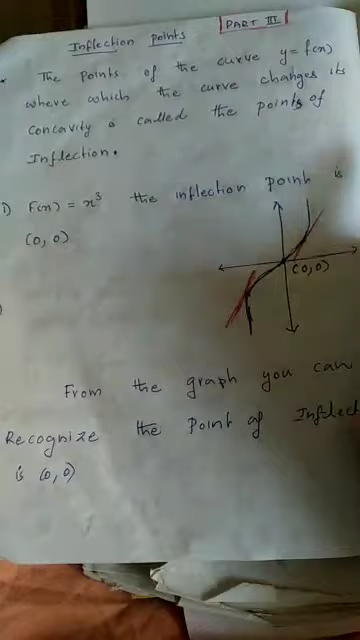 Inflection points PART III
The points of the curve y=f(x)
where which the curve changes its
concavity is called the points of
Inflection.
1) F(x) = x³ the inflection point is
(0, 0)
(0,0)
From the graph you can
Recognize the point of Inflect
is (0,0)